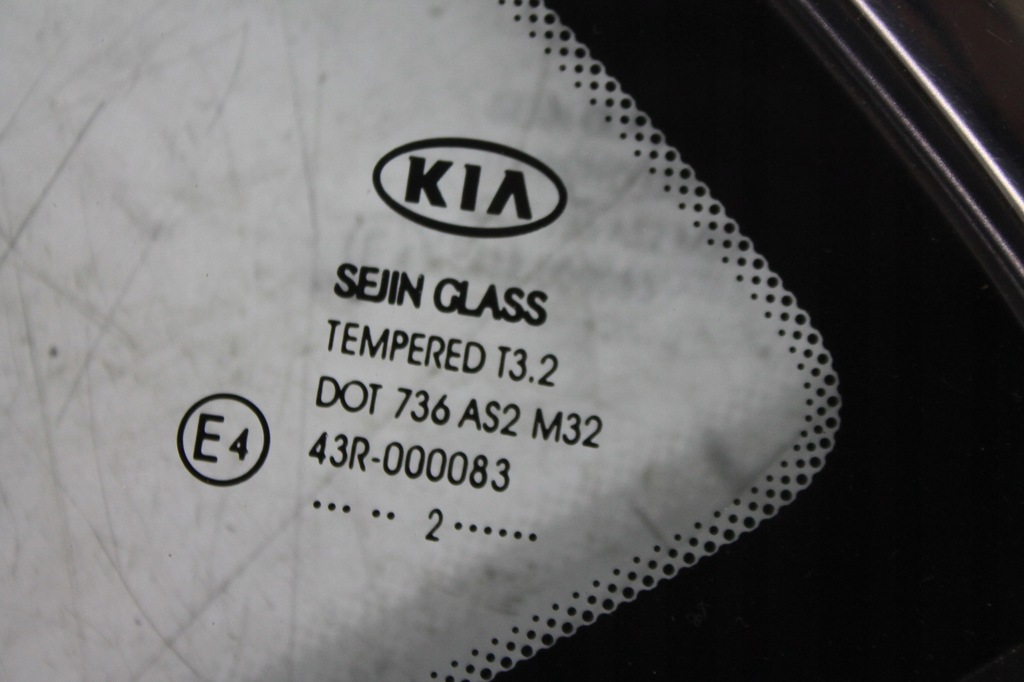 KIA
SEJIN GLASS
TEMPERED T3.2
DOT 736 AS2 M32
E4
43R-000083
••• •• 2 ••••••